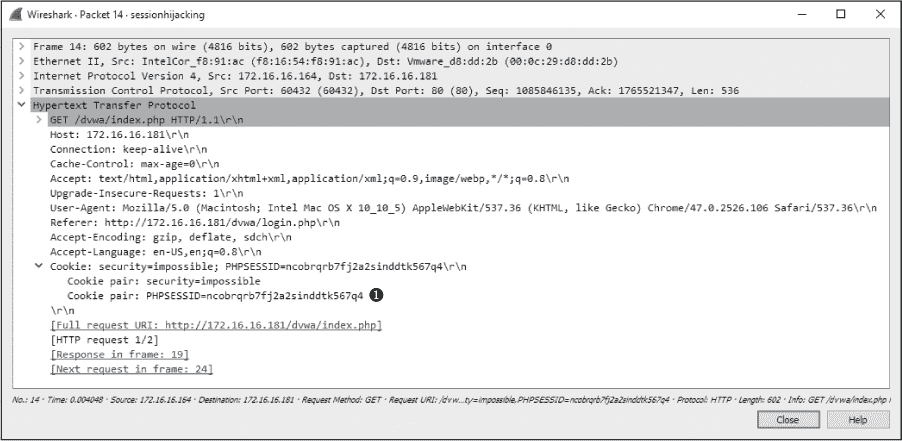 Wireshark · Packet 14 · sessionhijacking
Frame 14: 602 bytes on wire (4816 bits), 602 bytes captured (4816 bits) on interface 0
Ethernet II, Src: IntelCor_f8:91:ac (f8:16:54:f8:91:ac), Dst: Vmware_d8:dd:2b (00:0c:29:d8:dd:2b)
Internet Protocol Version 4, Src: 172.16.16.164, Dst: 172.16.16.181
Transmission Control Protocol, Src Port: 60432 (60432), Dst Port: 80 (80), Seq: 1085846135, Ack: 1765521347, Len: 536
Hypertext Transfer Protocol
GET /dvwa/index.php HTTP/1.1\r\n
Host: 172.16.16.181\r\n
Connection: keep-alive\r\n
Cache-Control: max-age=0\r\n
Accept: text/html,application/xhtml+xml,application/xml;q=0.9,image/webp,*/*;q=0.8\r\n
Upgrade-Insecure-Requests: 1\r\n
User-Agent: Mozilla/5.0 (Macintosh; Intel Mac OS X 10_10_5) AppleWebKit/537.36 (KHTML, like Gecko) Chrome/47.0.2526.106 Safari/537.36\r\n
Referer: http://172.16.16.181/dvwa/login.php\r\n
Accept-Encoding: gzip, deflate, sdch\r\n
Accept-Language: en-US,en;q=0.8\r\n
Cookie: security=impossible; PHPSESSID=ncobrqrb7fj2a2sinddtk567q4\r\n
Cookie pair: security=impossible
Cookie pair: PHPSESSID=ncobrqrb7fj2a2sinddtk567q4 ❶
\r\n
[Full request URI: http://172.16.16.181/dvwa/index.php]
[HTTP request 1/2]
[Response in frame: 19]
[Next request in frame: 24]
No.: 14 · Time: 0.004048 · Source: 172.16.16.164 · Destination: 172.16.16.181 · Request Method: GET · Request URI: /dvw...ty=impossible,PHPSESSID=ncobrqrb7fj2a2sinddtk567q4 · Protocol: HTTP · Length: 602 · Info: GET /dvwa/index.php
Close Help